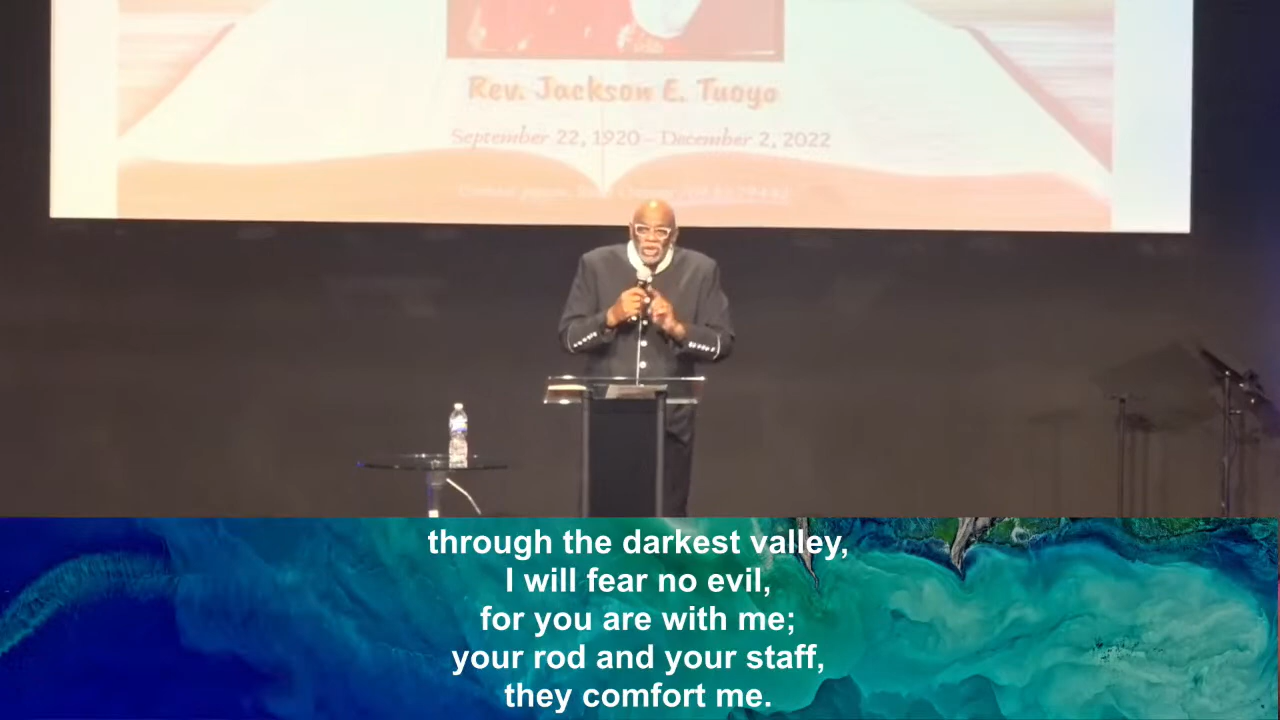 Rev. Jackson E. Tuoyo
September 22, 1920 - December 2, 2022
through the darkest valley,
I will fear no evil,
for you are with me;
your rod and your staff,
they comfort me.